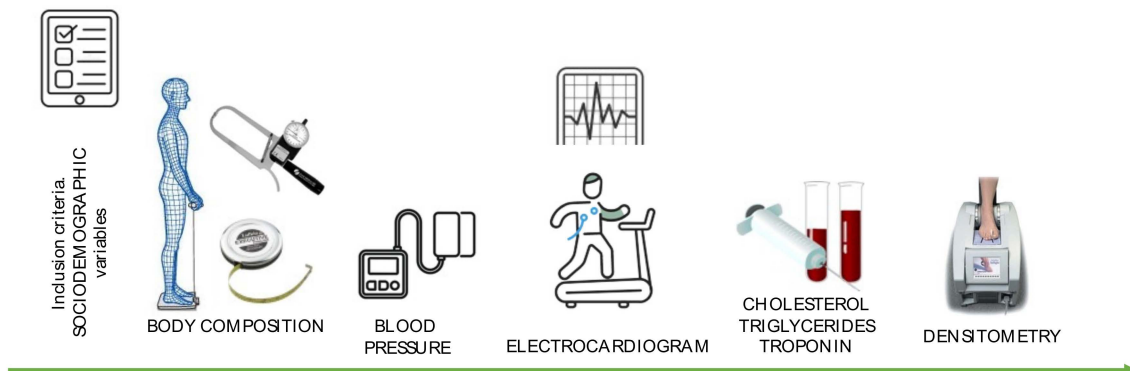 Inclusion criteria.
SOCIODEMOGRAPHIC
variables
BODY COMPOSITION
BLOOD
PRESSURE
ELECTROCARDIOGRAM
CHOLESTEROL
TRIGLYCERIDES
TROPONIN
DENSITOMETRY